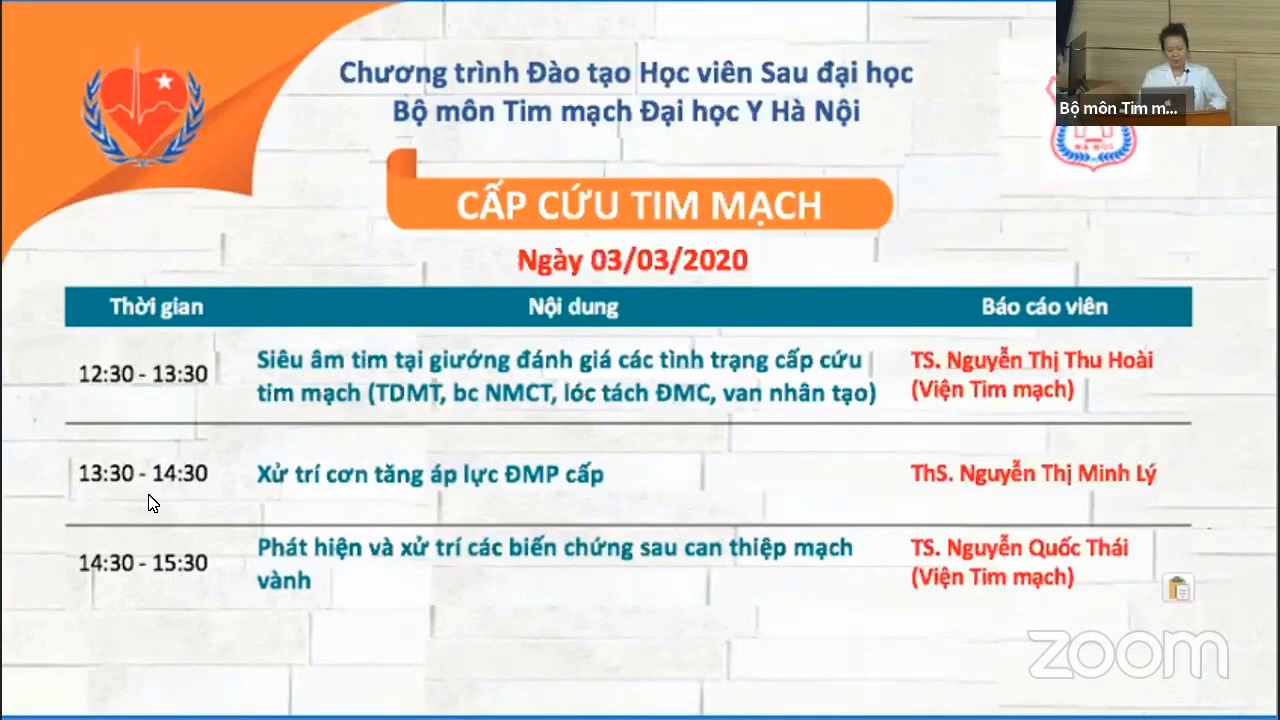 Chương trình Đào tạo Học viên Sau đại học
Bộ môn Tim mạch Đại học Y Hà Nội
Bộ môn Tim m...
HÀ NỘI
CẤP CỨU TIM MẠCH
Ngày 03/03/2020
Thời gian Nội dung Báo cáo viên
12:30 - 13:30
Siêu âm tim tại giường đánh giá các tình trạng cấp cứu
tim mạch (TDMT, bc NMCT, lóc tách ĐMC, van nhân tạo)
TS. Nguyễn Thị Thu Hoài
(Viện Tim mạch)
13:30 - 14:30
Xử trí cơn tăng áp lực ĐMP cấp
ThS. Nguyễn Thị Minh Lý
14:30 - 15:30
Phát hiện và xử trí các biến chứng sau can thiệp mạch
vành
TS. Nguyễn Quốc Thái
(Viện Tim mạch)
zoom